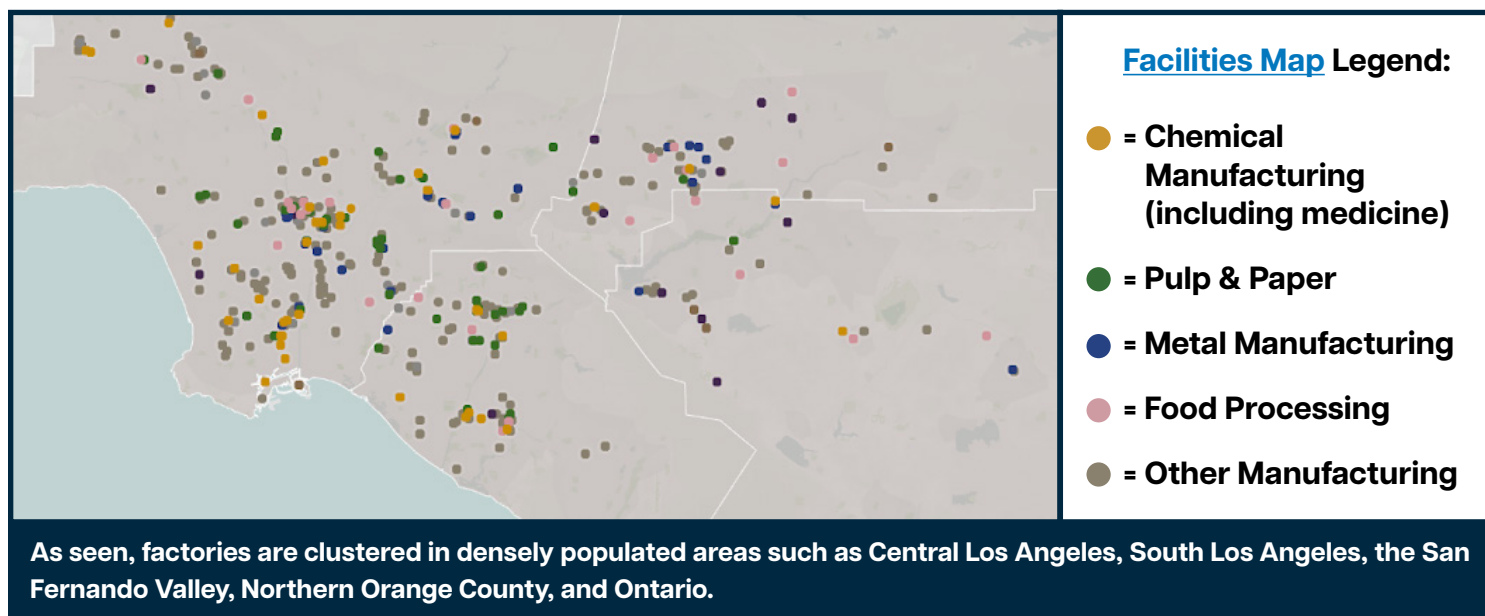 Facilities Map Legend:
= Chemical
Manufacturing
(including medicine)
= Pulp & Paper
= Metal Manufacturing
= Food Processing
= Other Manufacturing
As seen, factories are clustered in densely populated areas such as Central Los Angeles, South Los Angeles, the San
Fernando Valley, Northern Orange County, and Ontario.